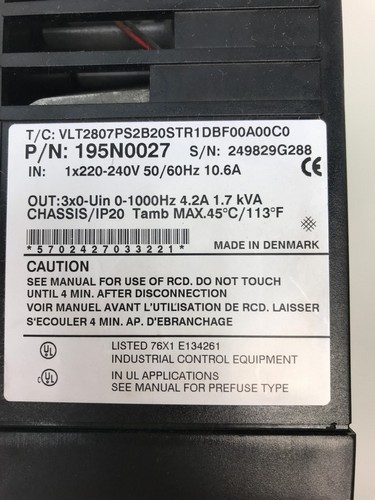 T/C: VLT2807PS2B20STR1DBF00A00C0
P/N: 195N0027 S/N: 249829G288
IN: 1x220-240V 50/60Hz 10.6A
CE
OUT:3x0-Uin 0-1000Hz 4.2A 1.7 kVA
CHASSIS/IP20 Tamb MAX.45°C/113°F
*5702427033221*
MADE IN DENMARK
CAUTION
SEE MANUAL FOR USE OF RCD. DO NOT TOUCH
UNTIL 4 MIN. AFTER DISCONNECTION
VOIR MANUEL AVANT L'UTILISATION DE RCD. LAISSER
S'ECOULER 4 MIN. AP. D'EBRANCHAGE
UL LISTED 76X1 E134261
INDUSTRIAL CONTROL EQUIPMENT
C UL IN UL APPLICATIONS
SEE MANUAL FOR PREFUSE TYPE